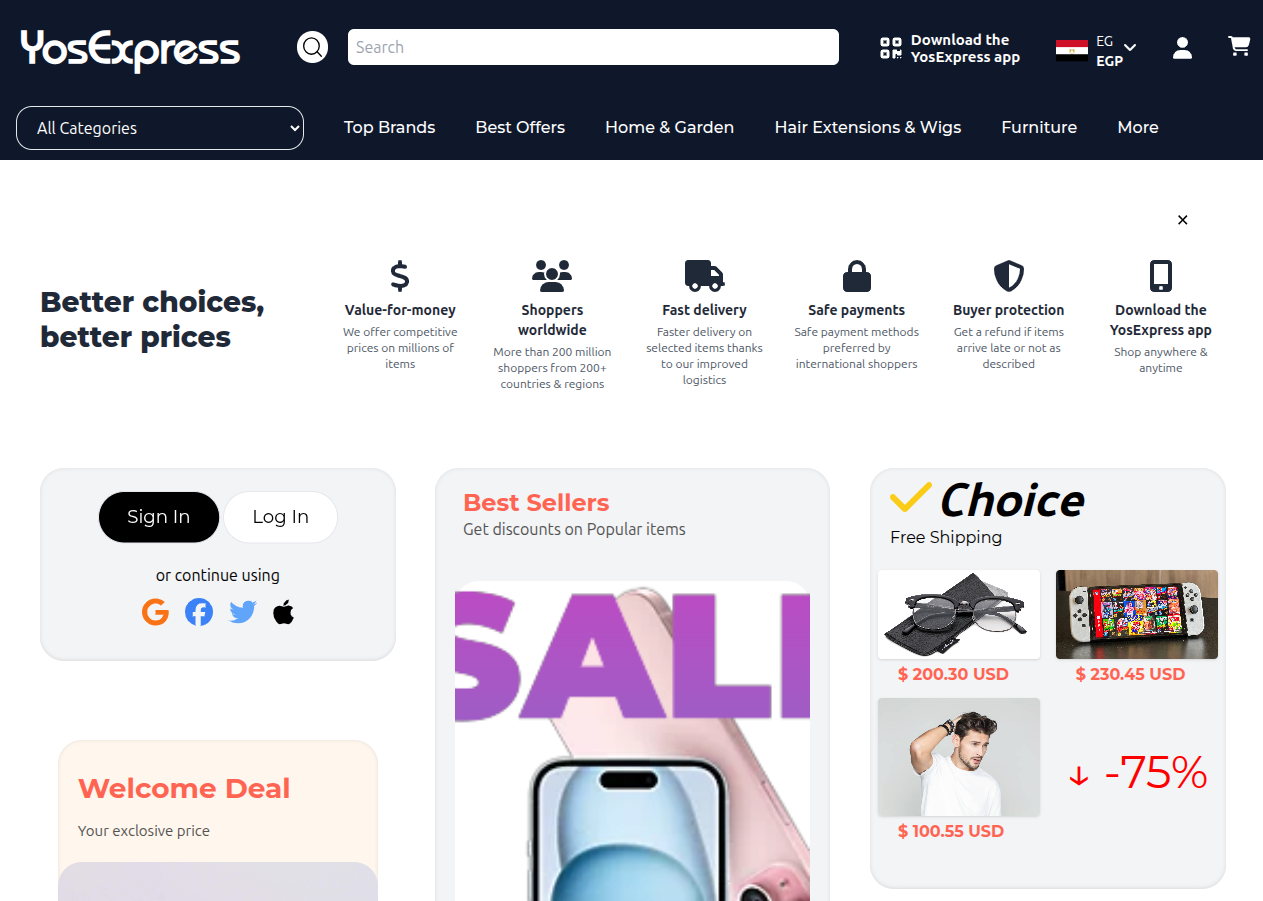 YosExpress
Search
Download the
YosExpress app
EG
EGP
All Categories
Top Brands
Best Offers
Home & Garden
Hair Extensions & Wigs
Furniture
More
×
Better choices,
better prices
Value-for-money
We offer competitive
prices on millions of
items
Shoppers
worldwide
More than 200 million
shoppers from 200+
countries & regions
Fast delivery
Faster delivery on
selected items thanks
to our improved
logistics
Safe payments
Safe payment methods
preferred by
international shoppers
Buyer protection
Get a refund if items
arrive late or not as
described
Download the
YosExpress app
Shop anywhere &
anytime
Sign In
Log In
or continue using
Welcome Deal
Your exclosive price
Best Sellers
Get discounts on Popular items
SALE
Choice
Free Shipping
$ 200.30 USD
$ 230.45 USD
$ 100.55 USD
↓ -75%